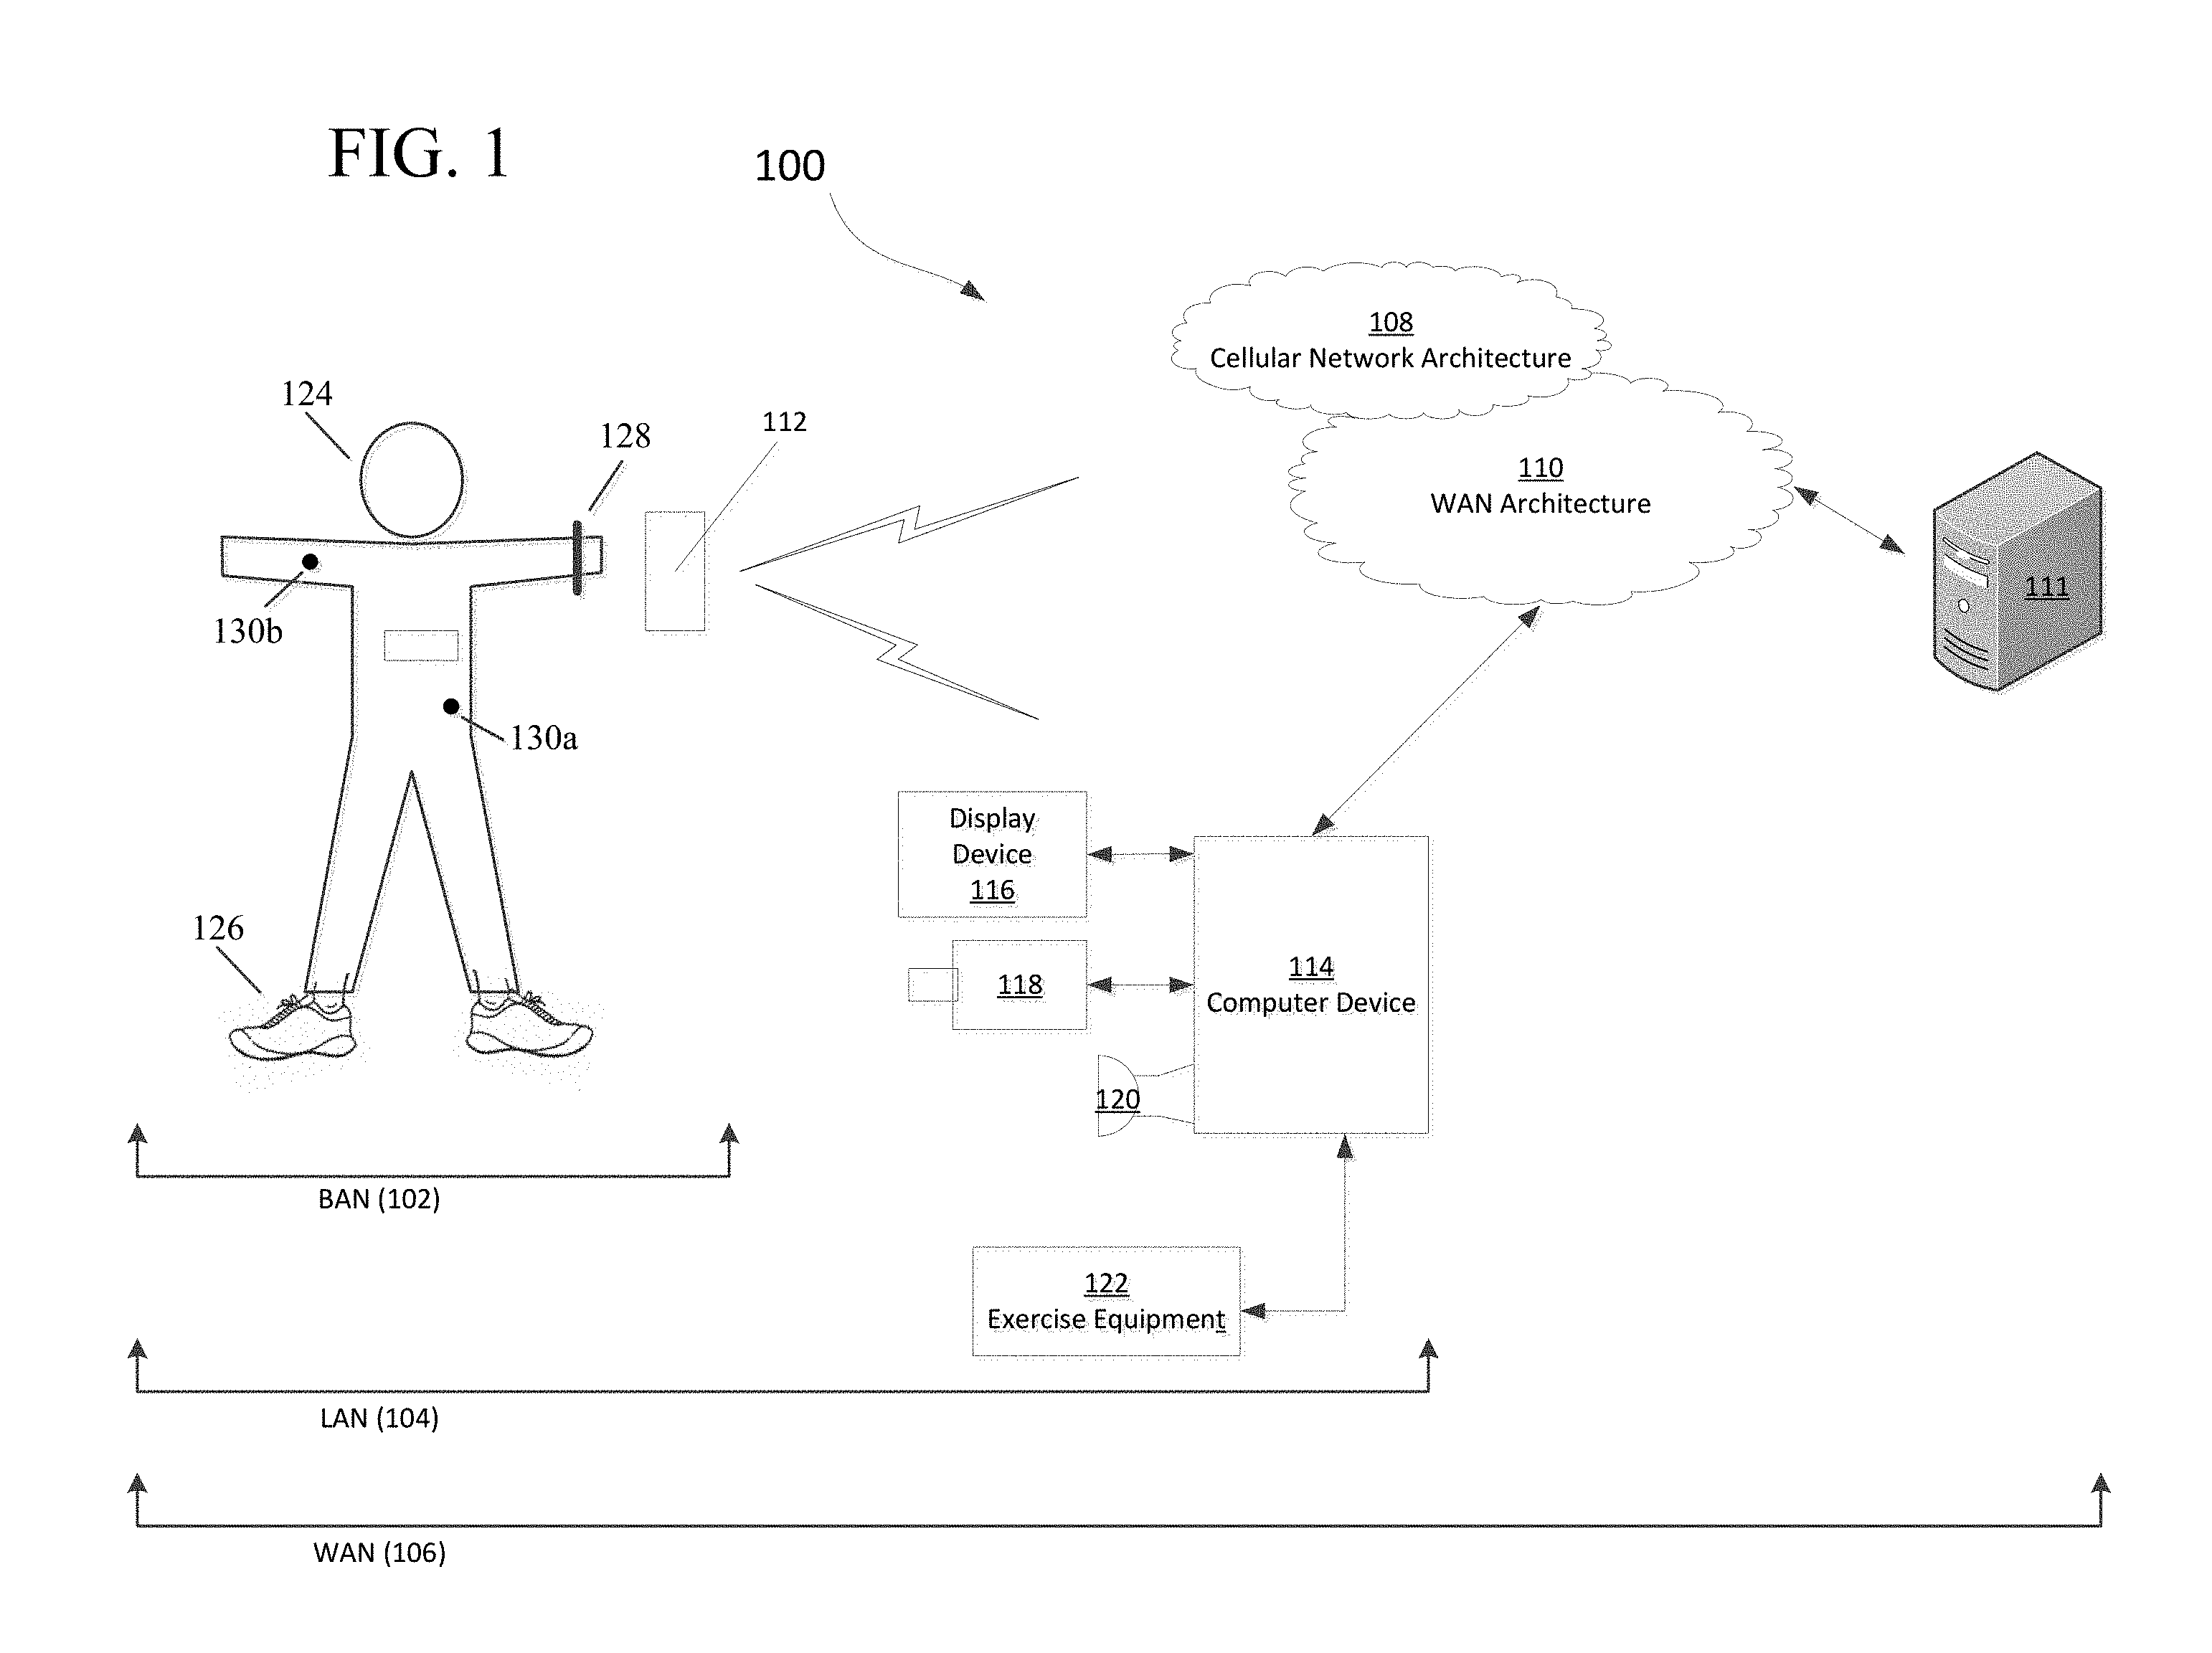 FIG. 1
100
108
Cellular Network Architecture
124
112
128
110
WAN Architecture
111
130b
130a
Display
Device
116
126
114
Computer Device
118
120
BAN (102)
122
Exercise Equipment
LAN (104)
WAN (106)